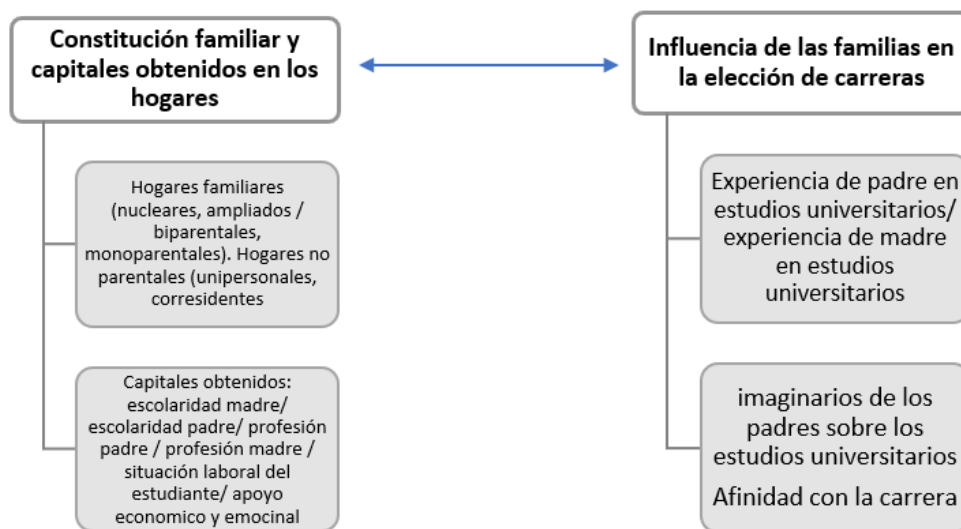 Constitución familiar y
capitales obtenidos en los
hogares
Hogares familiares
(nucleares, ampliados /
biparentales,
monoparentales). Hogares no
parentales (unipersonales,
corresidentes
Capitales obtenidos:
escolaridad madre/
escolaridad padre/ profesión
padre / profesión madre /
situación laboral del
estudiante/ apoyo
economico y emocinal
Influencia de las familias en
la elección de carreras
Experiencia de padre en
estudios universitarios/
experiencia de madre
en estudios
universitarios
imaginarios de los
padres sobre los
estudios universitarios
Afinidad con la carrera